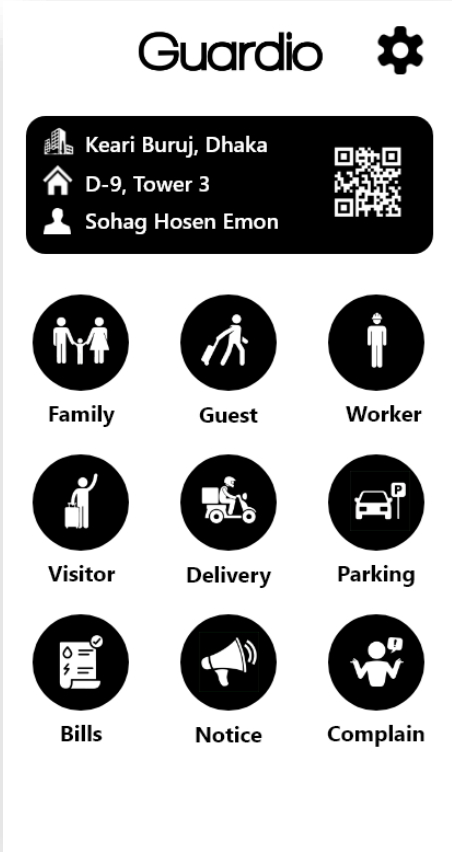 Guardio
Keari Buruj, Dhaka
D-9, Tower 3
Sohag Hosen Emon
Family
Guest
Worker
P
Visitor
Delivery
Parking
!
Bills
Notice
Complain